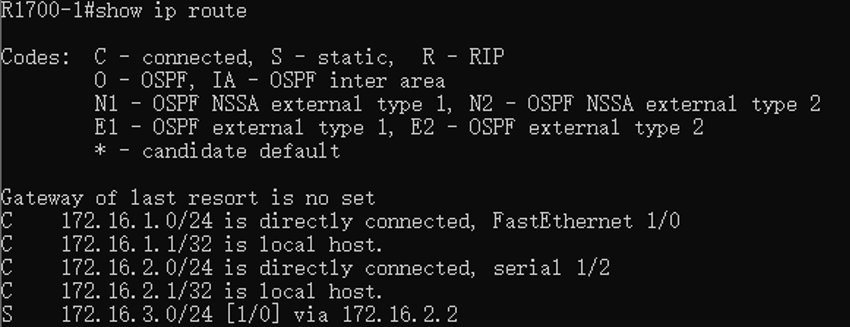 R1700-1#show ip route
Codes:  C - connected, S - static,  R - RIP
O - OSPF, IA - OSPF inter area
N1 - OSPF NSSA external type 1, N2 - OSPF NSSA external type 2
E1 - OSPF external type 1, E2 - OSPF external type 2
* - candidate default
Gateway of last resort is no set
C    172.16.1.0/24 is directly connected, FastEthernet 1/0
C    172.16.1.1/32 is local host.
C    172.16.2.0/24 is directly connected, serial 1/2
C    172.16.2.1/32 is local host.
S    172.16.3.0/24 [1/0] via 172.16.2.2